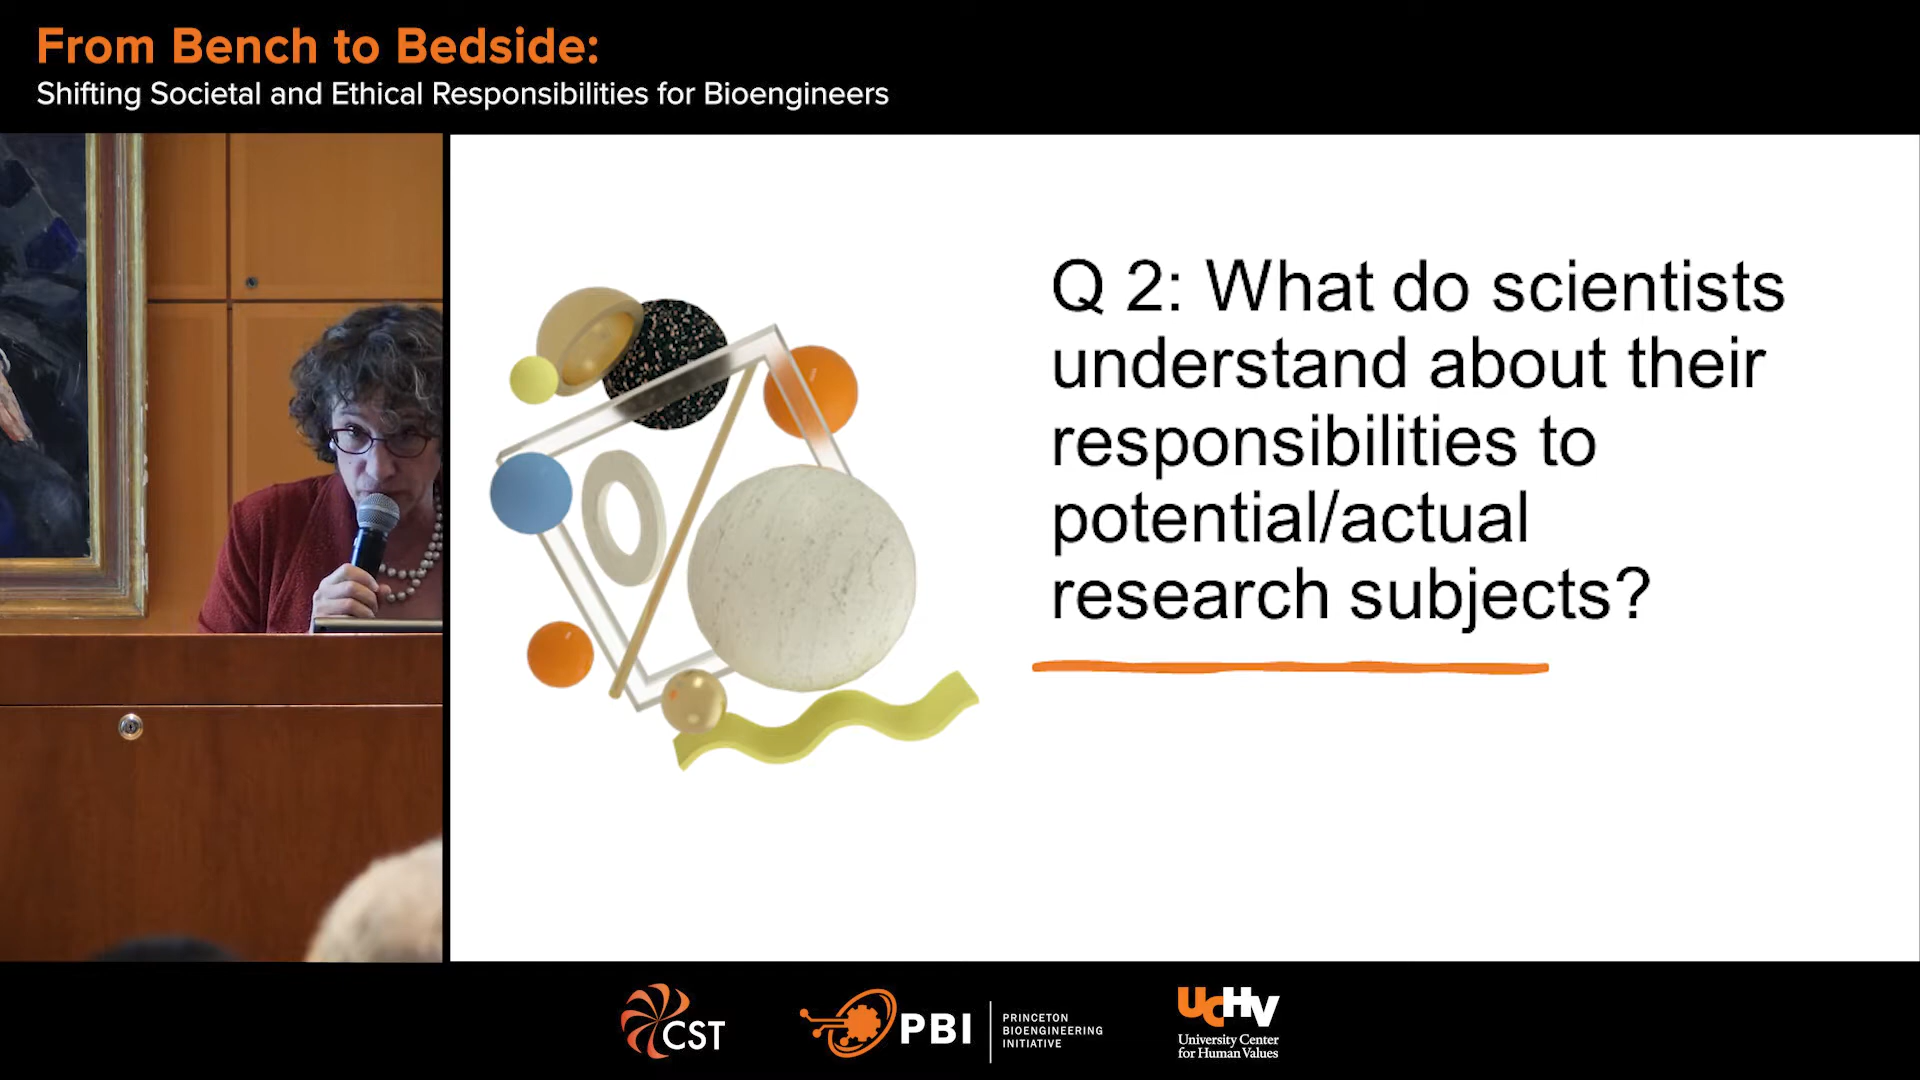 From Bench to Bedside:
Shifting Societal and Ethical Responsibilities for Bioengineers
Q 2: What do scientists
understand about their
responsibilities to
potential/actual
research subjects?
CST
PBI
PRINCETON
BIOENGINEERING
INITIATIVE
UCHV
University Center
for Human Values